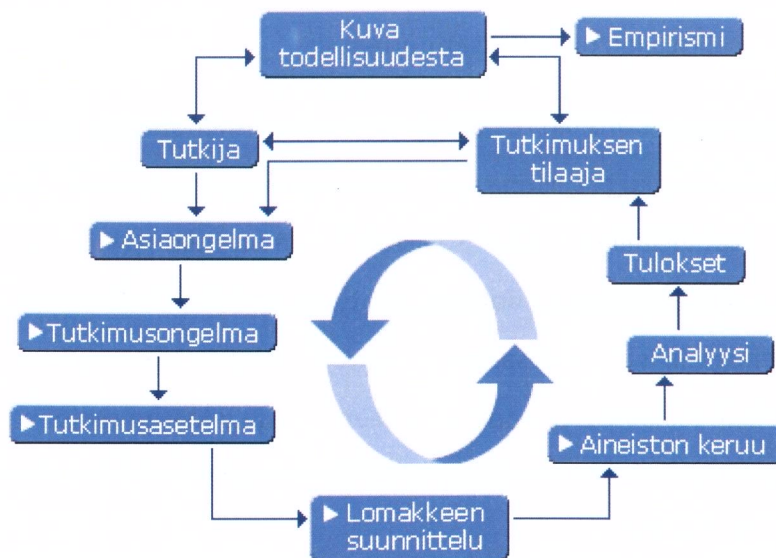 Kuva
todellisuudesta
Empirismi
Tutkija
Tutkimuksen
tilaaja
Asiaongelma
Tulokset
Tutkimusongelma
Analyysi
Tutkimusasetelma
Aineiston keruu
Lomakkeen
suunnittelu